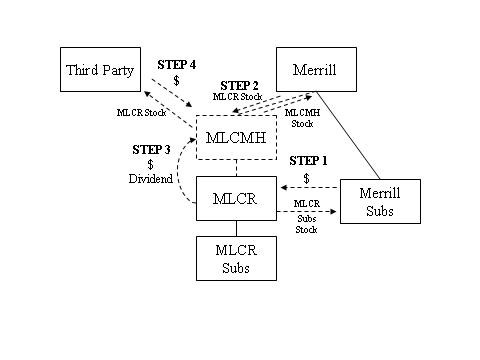 STEP 4
Third Party
$
Merrill
STEP 2
MLCR Stock
MLCR Stock
MLCMH
Stock
MLCMH
STEP 3
$
Dividend
STEP 1
$
MLCR
MLCR
Subs
Stock
Merrill
Subs
MLCR
Subs